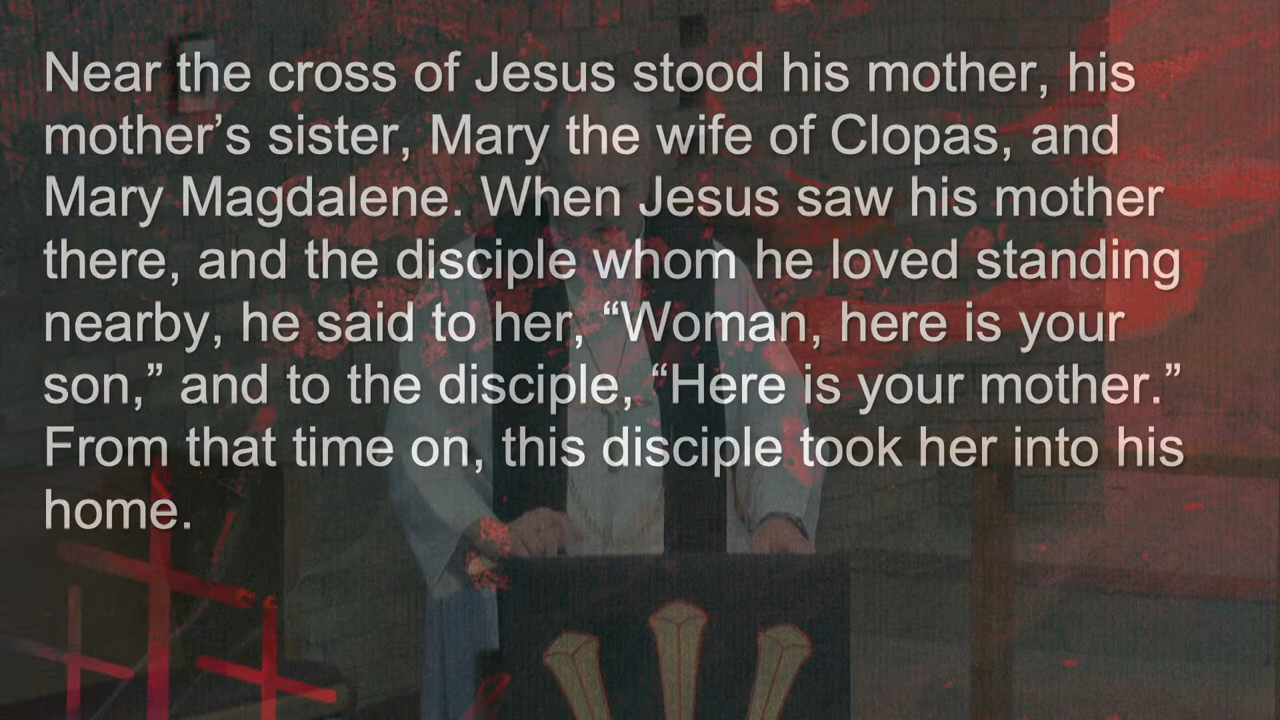 Near the cross of Jesus stood his mother, his
mother’s sister, Mary the wife of Clopas, and
Mary Magdalene. When Jesus saw his mother
there, and the disciple whom he loved standing
nearby, he said to her, “Woman, here is your
son,” and to the disciple, “Here is your mother.”
From that time on, this disciple took her into his
home.